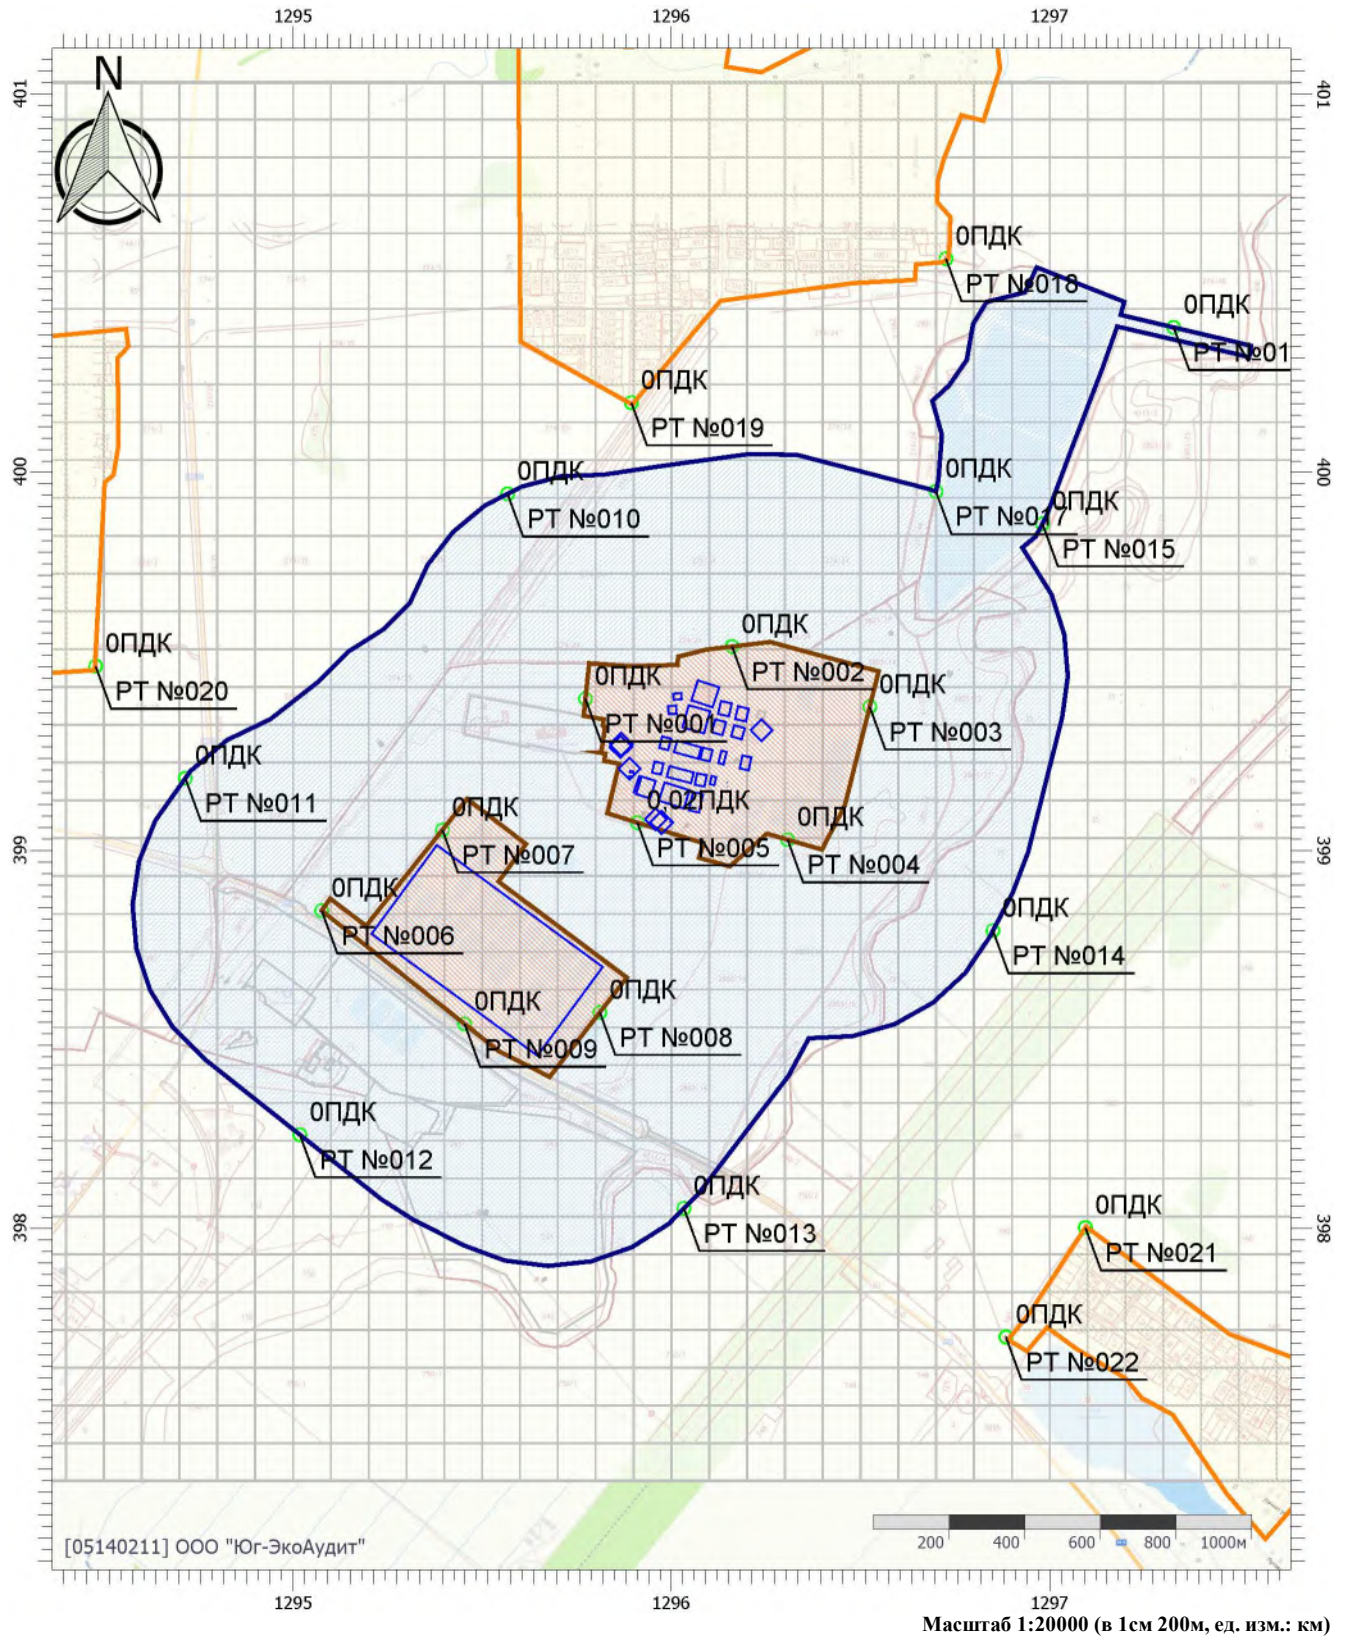 1295 1296 1297
401 401
N
0ПДК
РТ №018
0ПДК
РТ №01
0ПДК
РТ №019
400 400
0ПДК
РТ №010
0ПДК
РТ №017
0ПДК
РТ №015
0ПДК
РТ №002
0ПДК
РТ №020
0ПДК
РТ №001
0ПДК
РТ №003
0ПДК
РТ №011
0,02ПДК
РТ №005
0ПДК
РТ №004
0ПДК
РТ №007
399 399
0ПДК
РТ №006
0ПДК
РТ №014
0ПДК
РТ №008
0ПДК
РТ №009
0ПДК
РТ №012
0ПДК
РТ №013
398 398
0ПДК
РТ №021
0ПДК
РТ №022
[05140211] ООО "Юг-ЭкоАудит"
200 400 600 800 1000м
1295 1296 1297
Масштаб 1:20000 (в 1см 200м, ед. изм.: км)